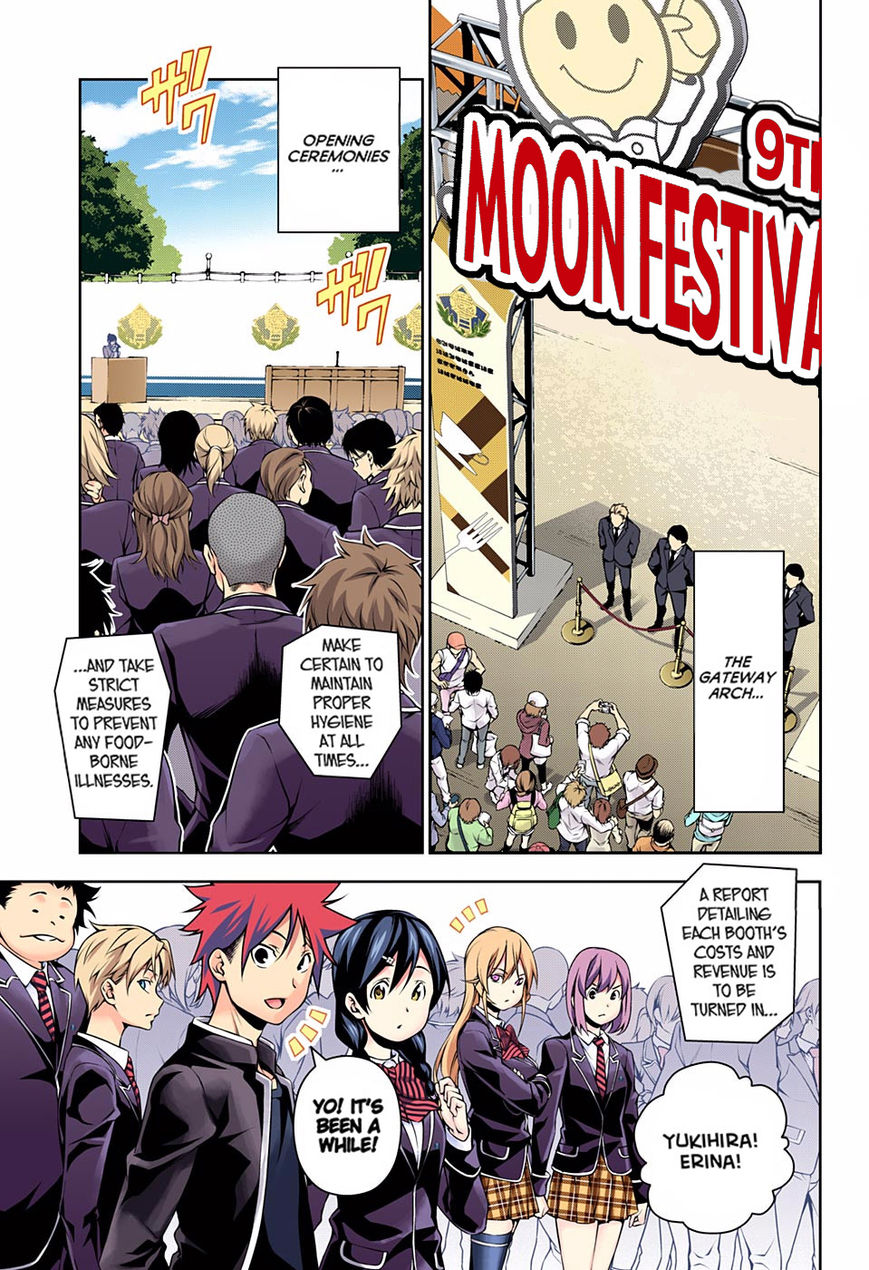 9TH
MOON FESTIVA
THE
GATEWAY
ARCH...
OPENING
CEREMONIES
...
ザワ
ザワ
MAKE
CERTAIN TO
MAINTAIN
PROPER
HYGIENE
AT ALL
TIMES...
...AND TAKE
STRICT
MEASURES
TO PREVENT
ANY FOOD-
BORNE
ILLNESSES.
A REPORT
DETAILING
EACH BOOTH'S
COSTS AND
REVENUE IS
TO BE
TURNED IN...
YUKIHIRA!
ERINA!
YO! IT'S
BEEN A
WHILE!